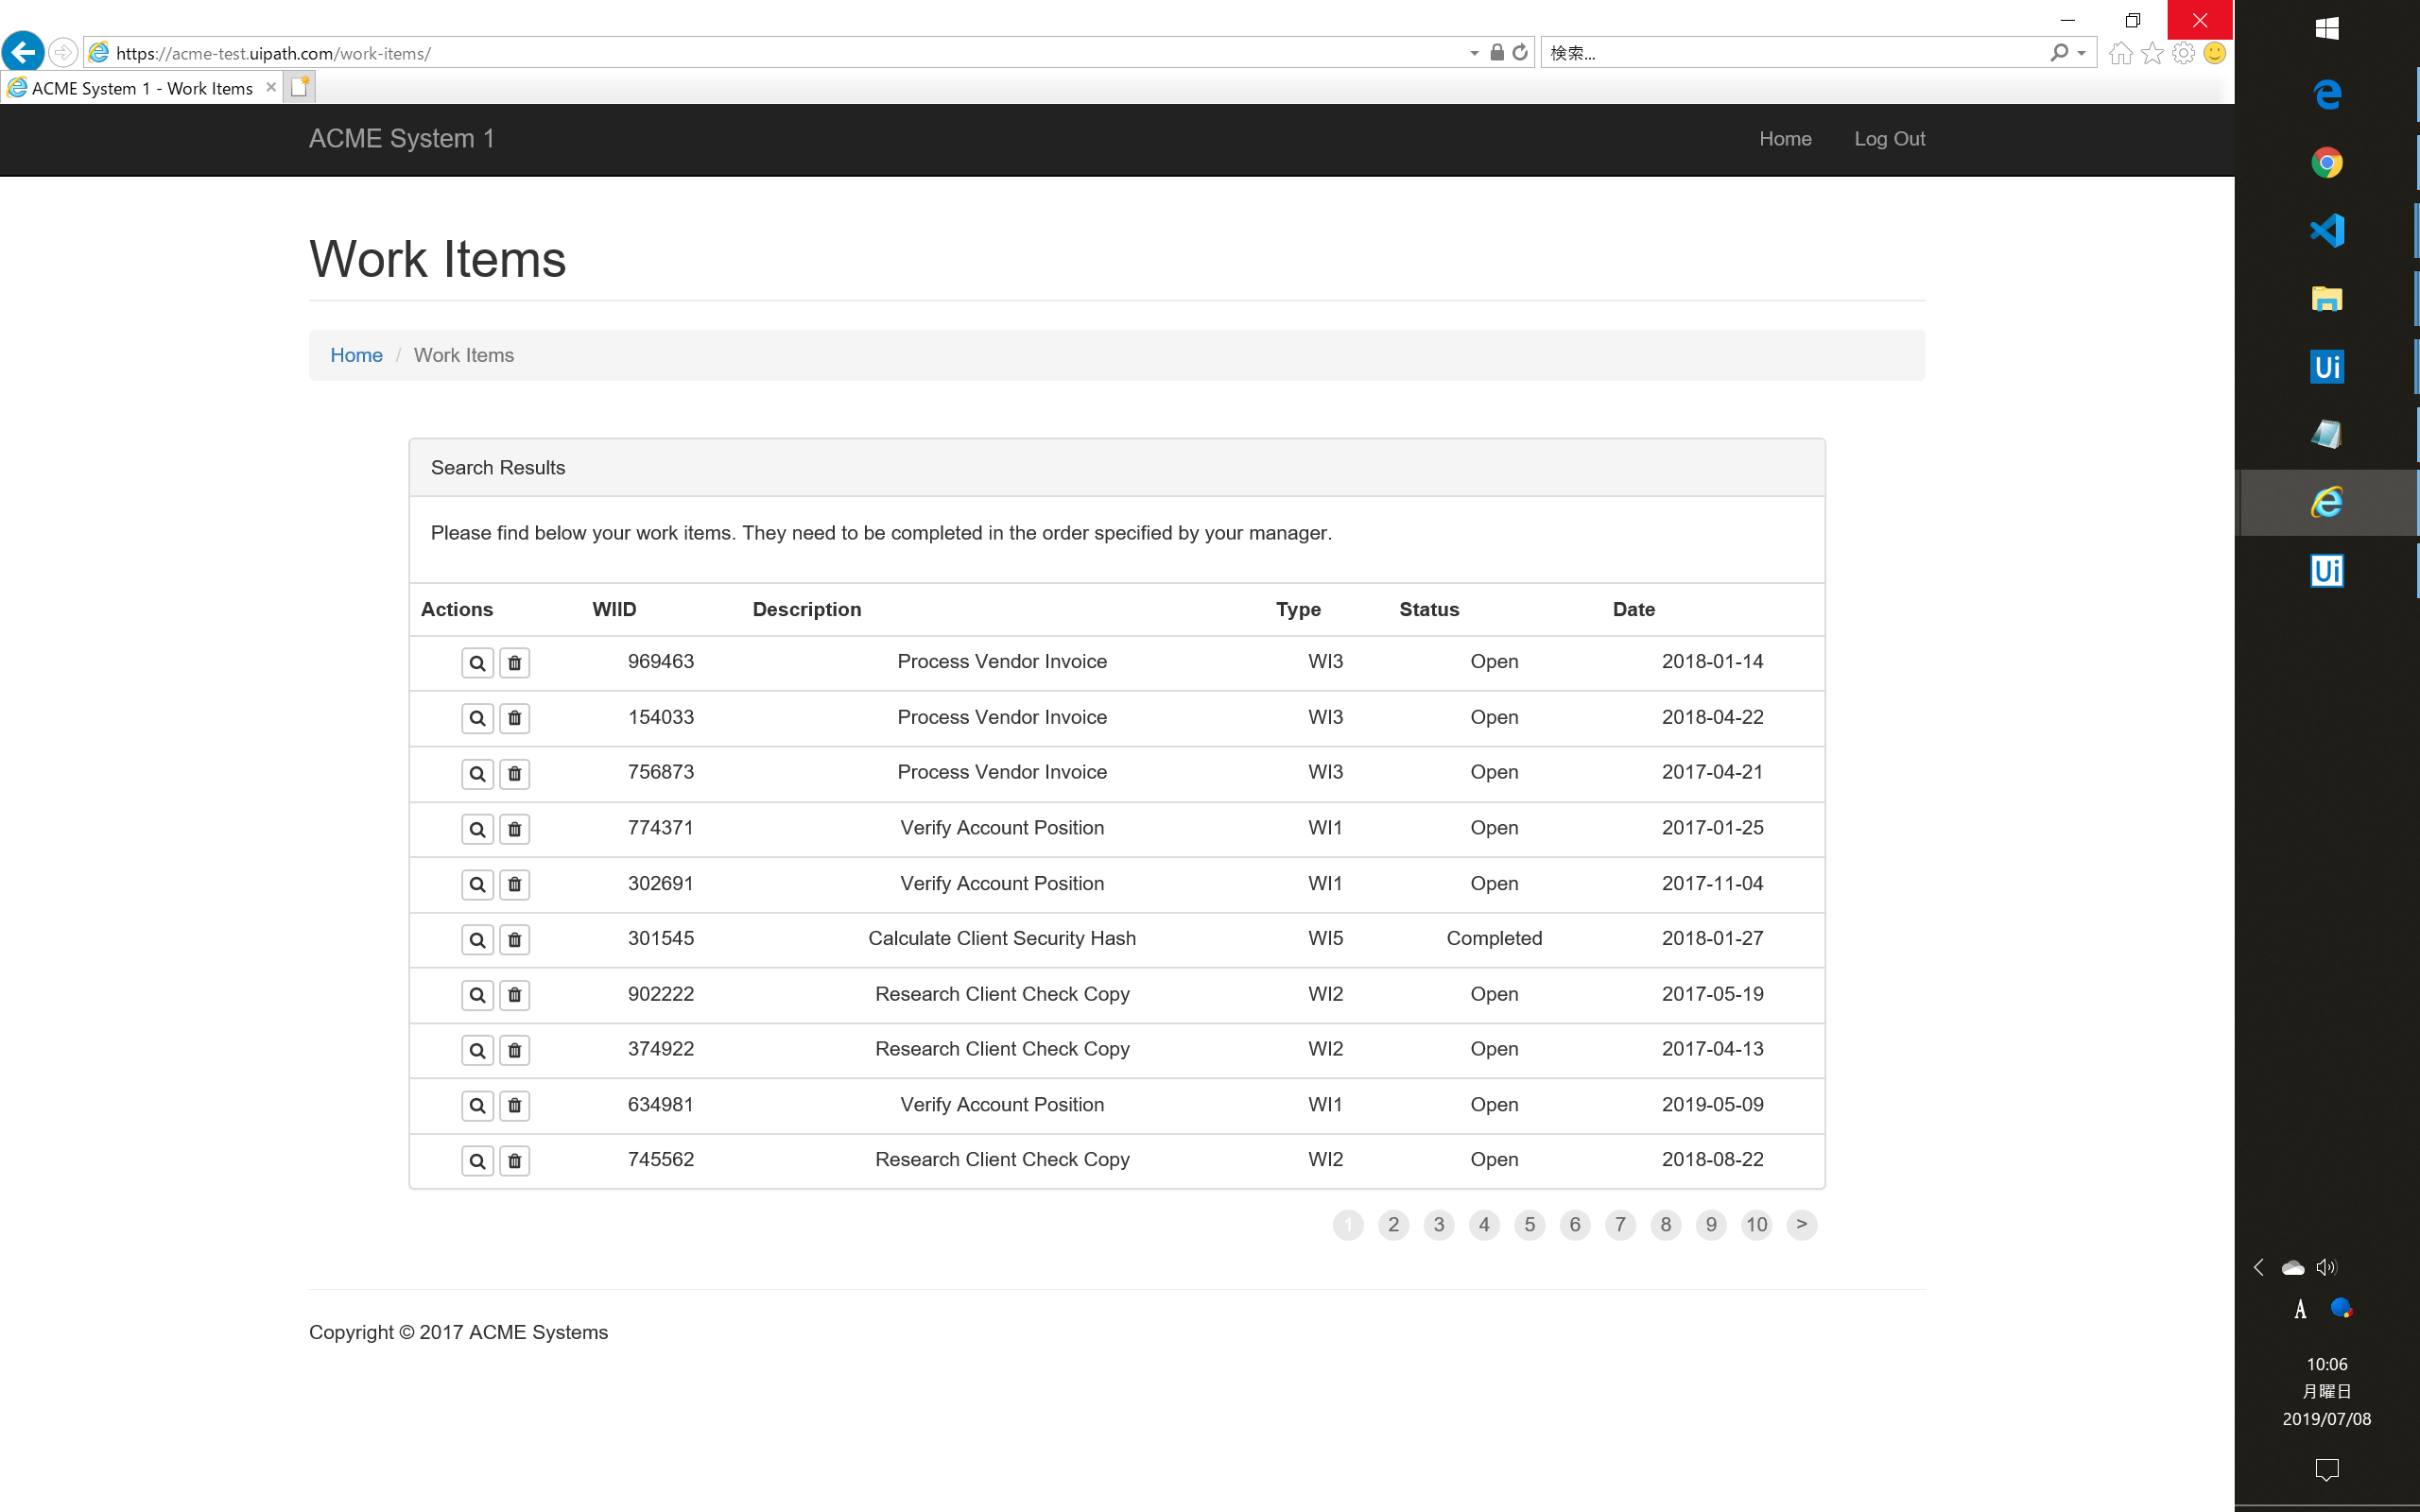 https://acme-test.uipath.com/work-items/
検索...
ACME System 1 - Work Items
ACME System 1 Home Log Out
Work Items
Home / Work Items
Search Results
Please find below your work items. They need to be completed in the order specified by your manager.
Actions WIID Description Type Status Date
969463 Process Vendor Invoice WI3 Open 2018-01-14
154033 Process Vendor Invoice WI3 Open 2018-04-22
756873 Process Vendor Invoice WI3 Open 2017-04-21
774371 Verify Account Position WI1 Open 2017-01-25
302691 Verify Account Position WI1 Open 2017-11-04
301545 Calculate Client Security Hash WI5 Completed 2018-01-27
902222 Research Client Check Copy WI2 Open 2017-05-19
374922 Research Client Check Copy WI2 Open 2017-04-13
634981 Verify Account Position WI1 Open 2019-05-09
745562 Research Client Check Copy WI2 Open 2018-08-22
1 2 3 4 5 6 7 8 9 10 >
Copyright © 2017 ACME Systems
Ui
Ui
A
10:06
月曜日
2019/07/08